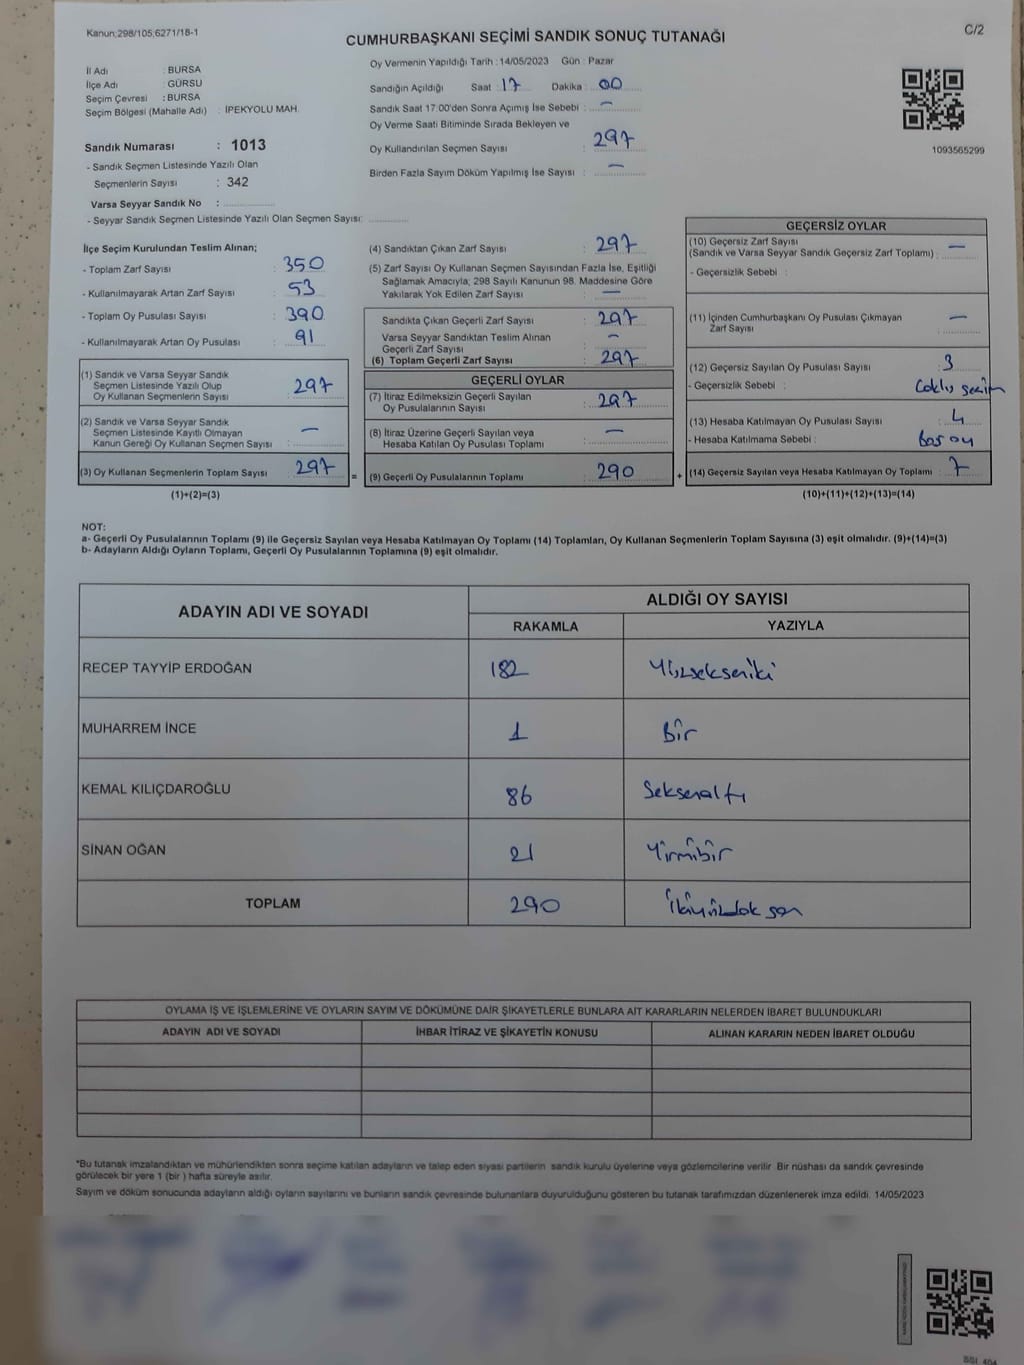 Kanun;298/105;6271/18-1
C/2
CUMHURBAŞKANI SEÇİMİ SANDIK SONUÇ TUTANAĞI
İl Adı : BURSA
İlçe Adı : GÜRSU
Seçim Çevresi : BURSA
Seçim Bölgesi (Mahalle Adı) : İPEKYOLU MAH.
Sandık Numarası : 1013
- Sandık Seçmen Listesinde Yazılı Olan
Seçmenlerin Sayısı : 342
Varsa Seyyar Sandık No :
- Seyyar Sandık Seçmen Listesinde Yazılı Olan Seçmen Sayısı:
Oy Vermenin Yapıldığı Tarih : 14/05/2023 Gün : Pazar
Sandığın Açıldığı Saat 17 Dakika 00
Sandık Saat 17:00'den Sonra Açımış İse Sebebi : -
Oy Verme Saati Bitiminde Sırada Bekleyen ve
Oy Kullandırılan Seçmen Sayısı : 297
Birden Fazla Sayım Döküm Yapılmış İse Sayısı : -
1093565299
İlçe Seçim Kurulundan Teslim Alınan;
- Toplam Zarf Sayısı : 350
- Kullanılmayarak Artan Zarf Sayısı : 53
- Toplam Oy Pusulası Sayısı : 390
- Kullanılmayarak Artan Oy Pusulası : 91
(1) Sandık ve Varsa Seyyar Sandık
Seçmen Listesinde Yazılı Olup
Oy Kullanan Seçmenlerin Sayısı : 297
(2) Sandık ve Varsa Seyyar Sandık
Seçmen Listesinde Kayıtlı Olmayan
Kanun Gereği Oy Kullanan Seçmen Sayısı : -
(3) Oy Kullanan Seçmenlerin Toplam Sayısı 297
(1)+(2)=(3)
=
(4) Sandıktan Çıkan Zarf Sayısı : 297
(5) Zarf Sayısı Oy Kullanan Seçmen Sayısından Fazla İse, Eşitliği
Sağlamak Amacıyla; 298 Sayılı Kanunun 98. Maddesine Göre
Yakılarak Yok Edilen Zarf Sayısı : -
Sandıkta Çıkan Geçerli Zarf Sayısı : 297
Varsa Seyyar Sandıktan Teslim Alınan
Geçerli Zarf Sayısı : -
(6) Toplam Geçerli Zarf Sayısı : 297
GEÇERLİ OYLAR
(7) İtiraz Edilmeksizin Geçerli Sayılan
Oy Pusulalarının Sayısı : 297
(8) İtiraz Üzerine Geçerli Sayılan veya
Hesaba Katılan Oy Pusulası Toplamı : -
(9) Geçerli Oy Pusulalarının Toplamı : 290
+
GEÇERSİZ OYLAR
(10) Geçersiz Zarf Sayısı
(Sandık ve Varsa Seyyar Sandık Geçersiz Zarf Toplamı) : -
- Geçersizlik Sebebi :
(11) İçinden Cumhurbaşkanı Oy Pusulası Çıkmayan
Zarf Sayısı : -
(12) Geçersiz Sayılan Oy Pusulası Sayısı : 3
- Geçersizlik Sebebi :
(13) Hesaba Katılmayan Oy Pusulası Sayısı : 4
- Hesaba Katılmama Sebebi : boş oy
(14) Geçersiz Sayılan veya Hesaba Katılmayan Oy Toplamı : 7
(10)+(11)+(12)+(13)=(14)
NOT:
a- Geçerli Oy Pusulalarının Toplamı (9) ile Geçersiz Sayılan veya Hesaba Katılmayan Oy Toplamı (14) Toplamları, Oy Kullanan Seçmenlerin Toplam Sayısına (3) eşit olmalıdır. (9)+(14)=(3)
b- Adayların Aldığı Oyların Toplamı, Geçerli Oy Pusulalarının Toplamına (9) eşit olmalıdır.
ADAYIN ADI VE SOYADI
ALDIĞI OY SAYISI
RAKAMLA YAZIYLA
RECEP TAYYİP ERDOĞAN 182 Yüzsekseniki
MUHARREM İNCE 1 Bir
KEMAL KILIÇDAROĞLU 86 Seksenaltı
SİNAN OĞAN 21 Yirmibir
TOPLAM 290 İkiyüzdoksan
OYLAMA İŞ VE İŞLEMLERİNE VE OYLARIN SAYIM VE DÖKÜMÜNE DAİR ŞİKAYETLERLE BUNLARA AİT KARARLARIN NELERDEN İBARET BULUNDUKLARI
ADAYIN ADI VE SOYADI İHBAR İTİRAZ VE ŞİKAYETİN KONUSU ALINAN KARARIN NEDEN İBARET OLDUĞU
*Bu tutanak imzalandıktan ve mühürlendikten sonra seçime katılan adayların ve talep eden siyasi partilerin sandık kurulu üyelerine veya gözlemcilerine verilir. Bir nüshası da sandık çevresinde
görülecek bir yere 1 (bir ) hafta süreyle asılır.
Sayım ve döküm sonucunda adayların aldığı oyların sayılarını ve bunların sandık çevresinde bulunanlara duyurulduğunu gösteren bu tutanak tarafımızdan düzenlenerek imza edildi. 14/05/2023